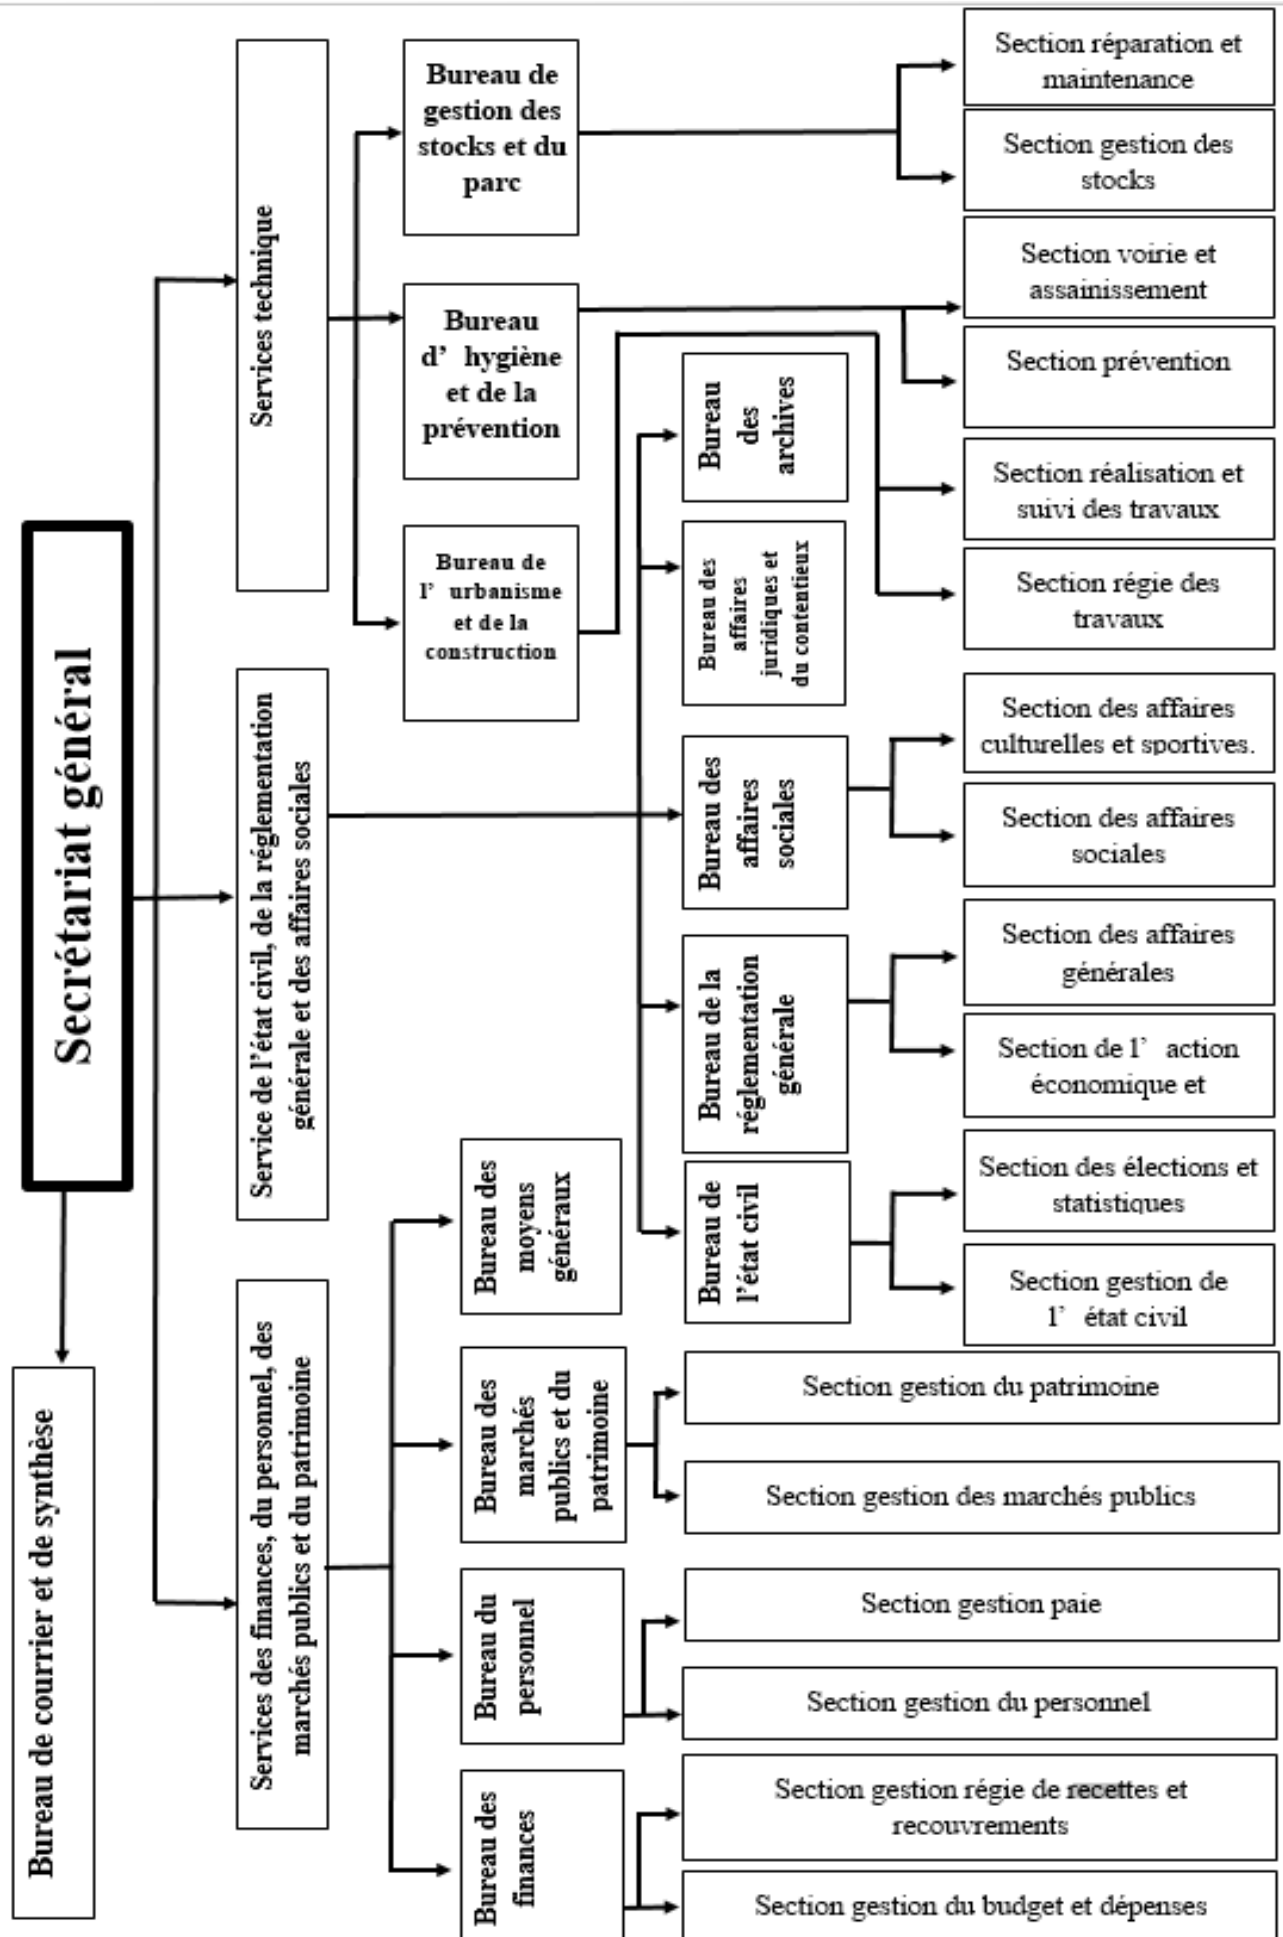 Secrétariat général
Bureau de courrier et de synthèse
Services technique
Bureau de
gestion des
stocks et du
parc
Section réparation et
maintenance
Section gestion des
stocks
Bureau
d’ hygiène
et de la
prévention
Section voirie et
assainissement
Section prévention
Bureau de
l’ urbanisme
et de la
construction
Section réalisation et
suivi des travaux
Section régie des
travaux
Service de l’état civil, de la réglementation
générale et des affaires sociales
Bureau
des
archives
Bureau des
affaires
juridiques et
du contentieux
Bureau des
affaires
sociales
Section des affaires
culturelles et sportives.
Section des affaires
sociales
Bureau de la
réglementation
générale
Section des affaires
générales
Section de l’ action
économique et
Bureau de
l’état civil
Section des élections et
statistiques
Section gestion de
l’ état civil
Services des finances, du personnel, des
marchés publics et du patrimoine
Bureau des
moyens
généraux
Bureau des
marchés
publics et du
patrimoine
Section gestion du patrimoine
Section gestion des marchés publics
Bureau du
personnel
Section gestion paie
Section gestion du personnel
Bureau des
finances
Section gestion régie de recettes et
recouvrements
Section gestion du budget et dépenses